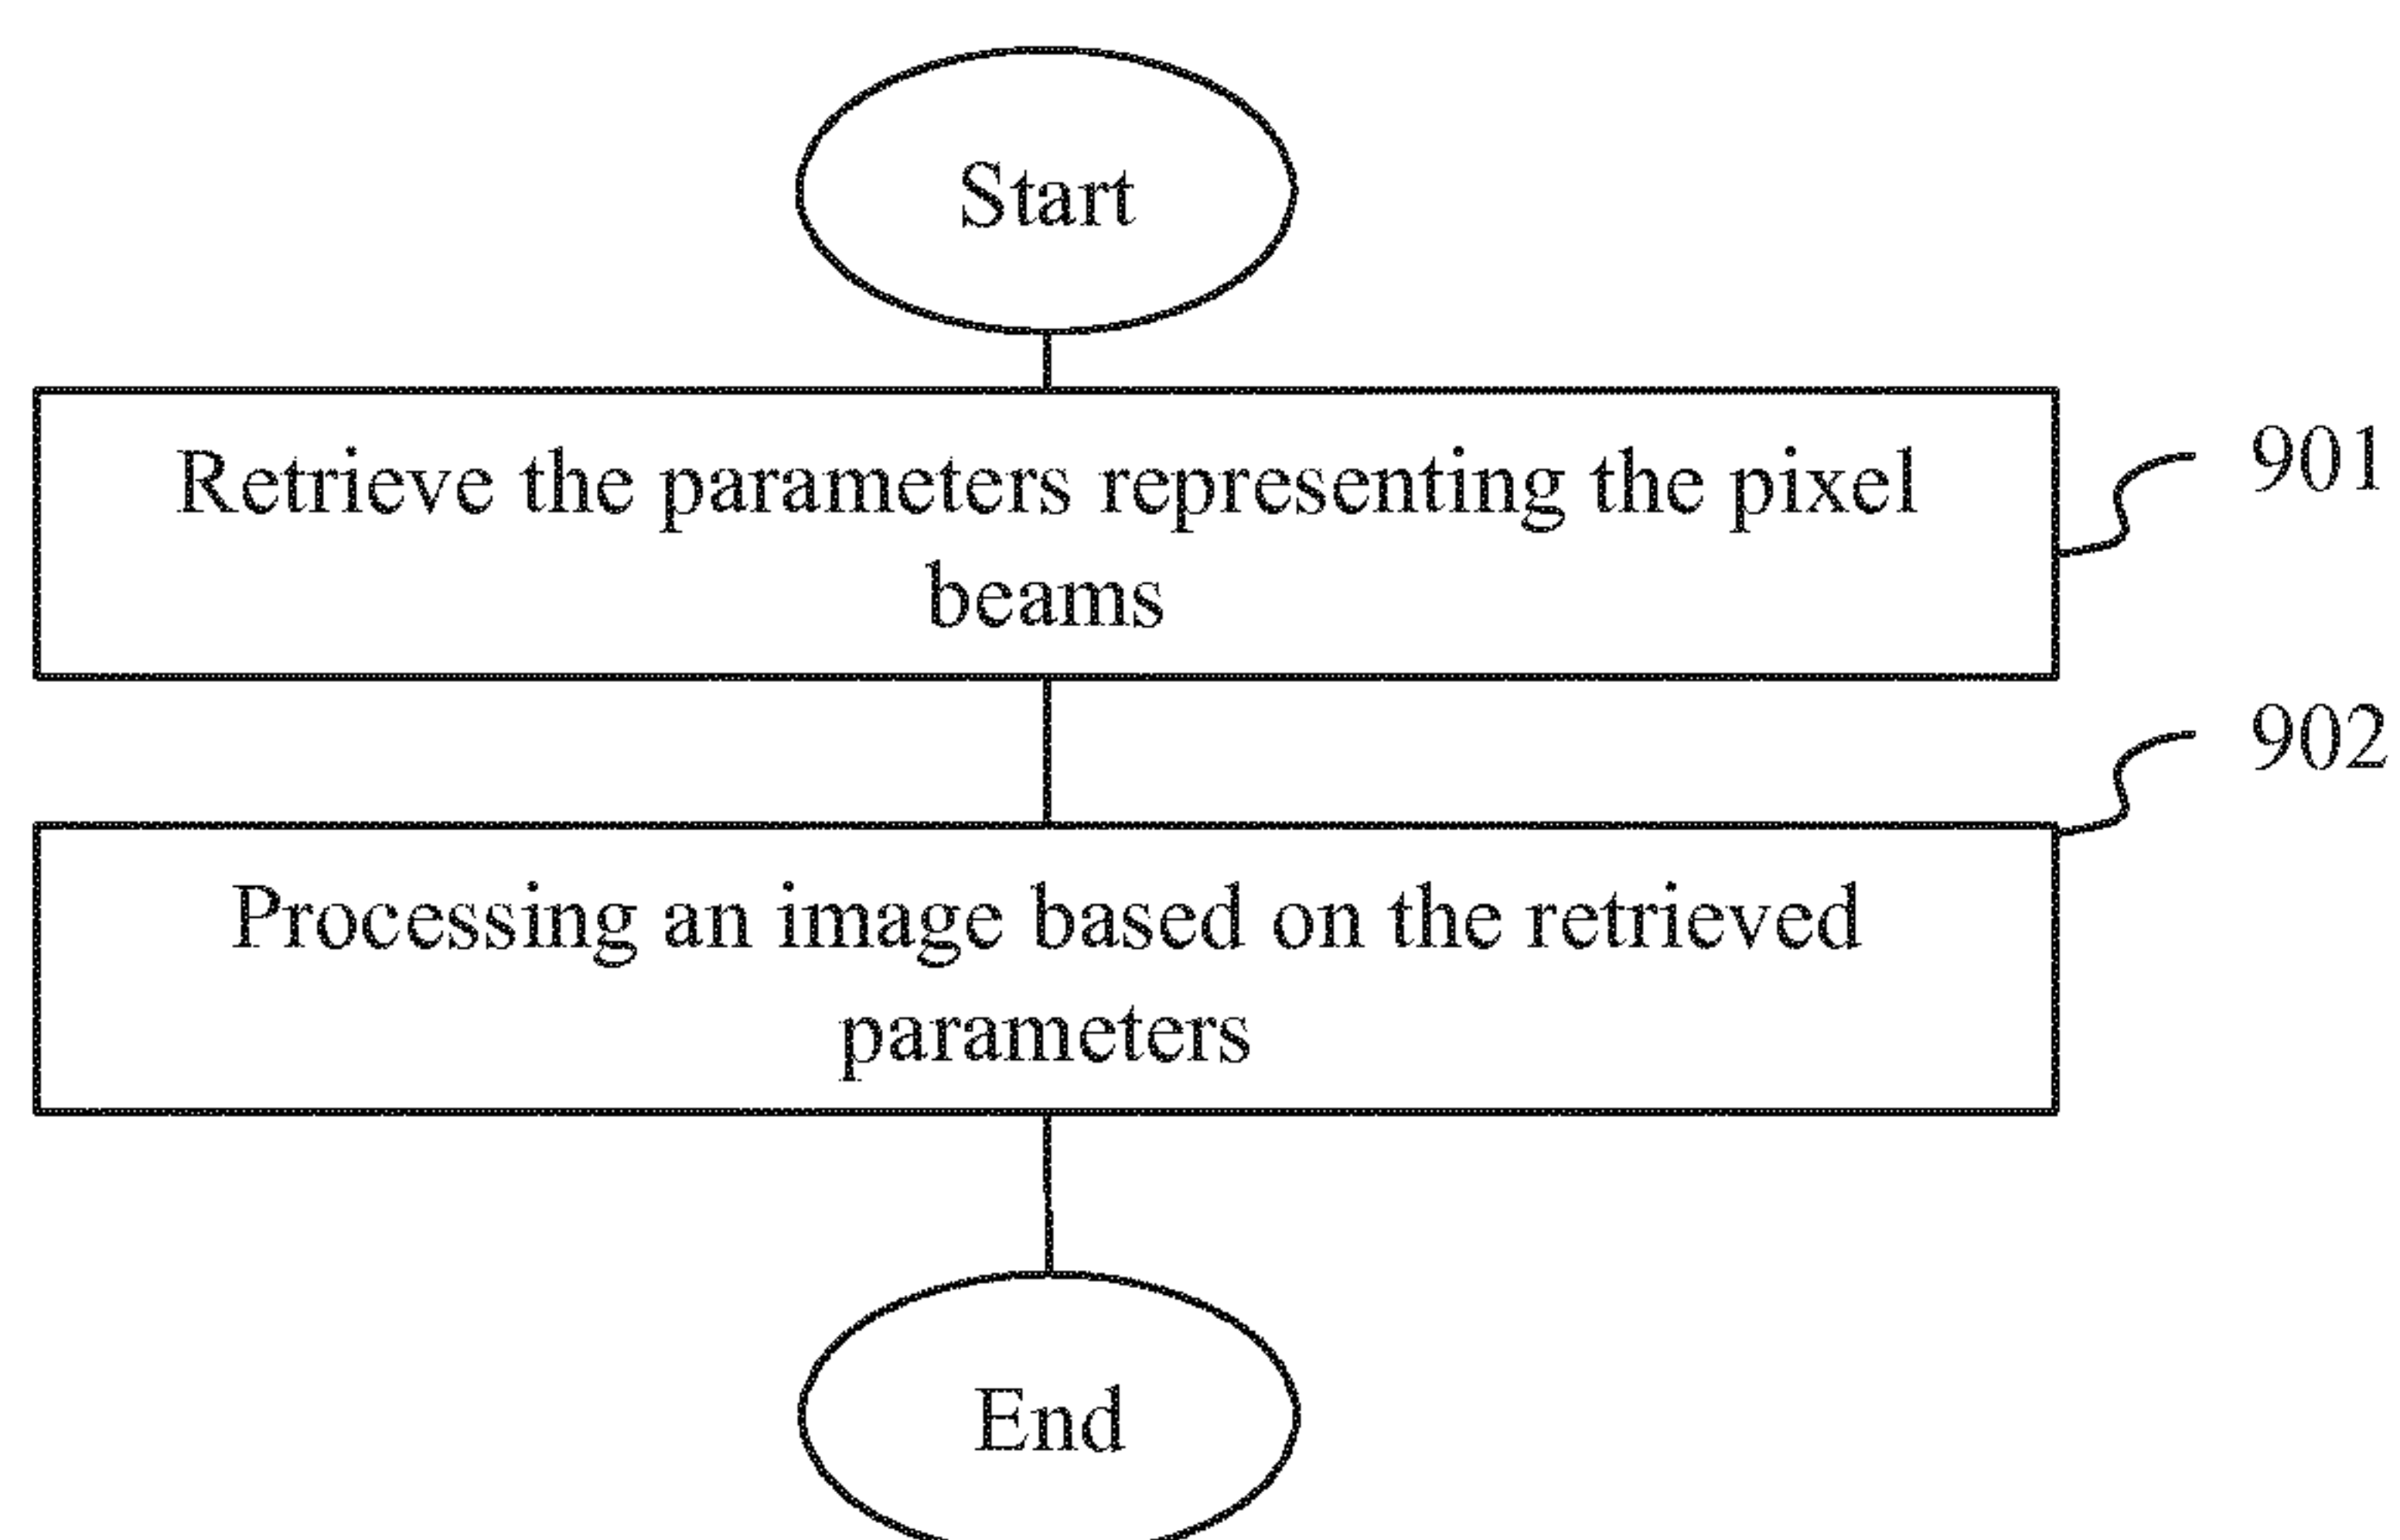 Start
Retrieve the parameters representing the pixel
beams
901
902
Processing an image based on the retrieved
parameters
End